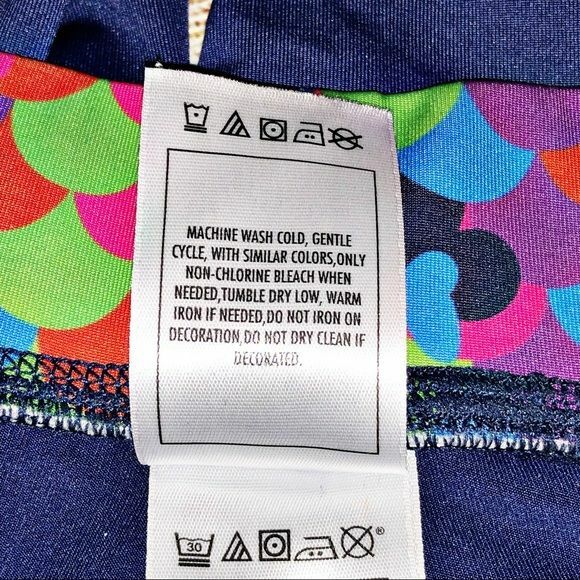 MACHINE WASH COLD, GENTLE
CYCLE, WITH SIMILAR COLORS,ONLY
NON-CHLORINE BLEACH WHEN
NEEDED,TUMBLE DRY LOW, WARM
IRON IF NEEDED,DO NOT IRON ON
DECORATION,DO NOT DRY CLEAN IF
DECORATED.
30
®